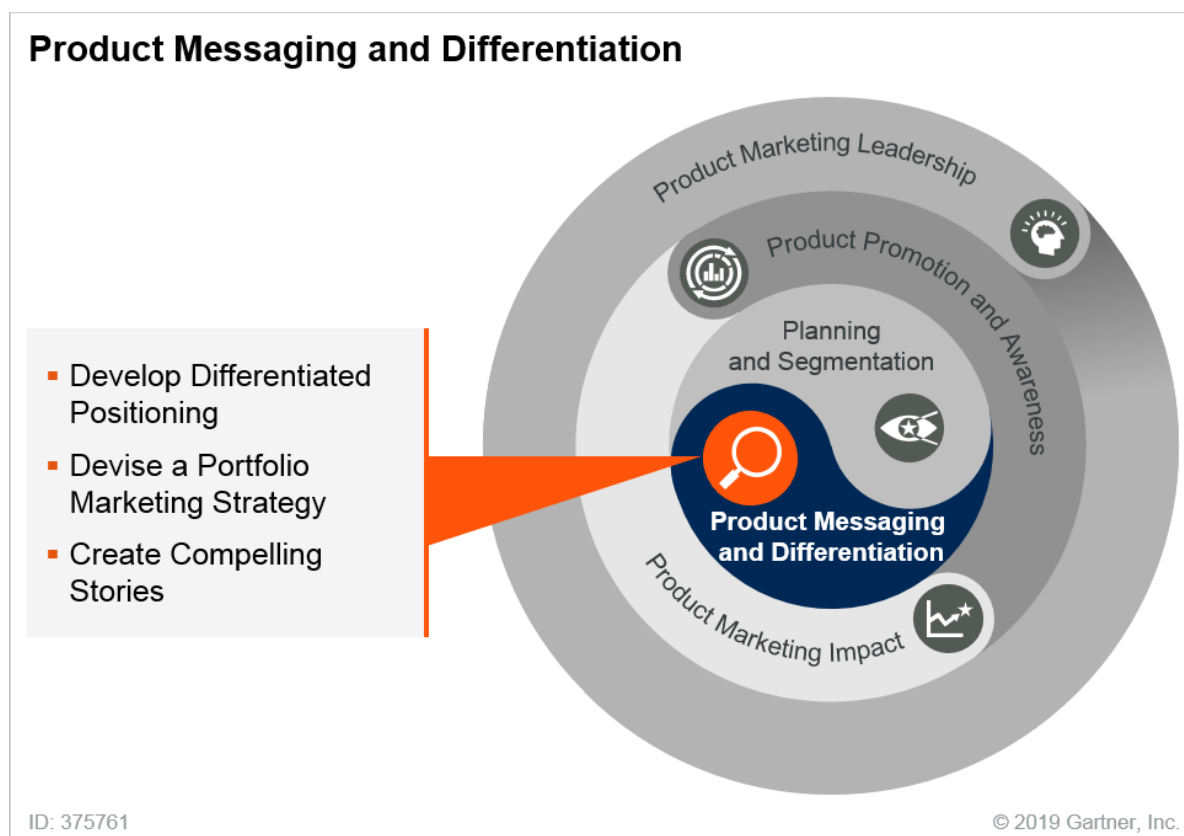 Product Messaging and Differentiation
Product Marketing Leadership
Product Promotion and Awareness
Planning
and Segmentation
▪ Develop Differentiated
Positioning
▪ Devise a Portfolio
Marketing Strategy
▪ Create Compelling
Stories
Product Messaging
and Differentiation
Product Marketing Impact
ID: 375761
© 2019 Gartner, Inc.